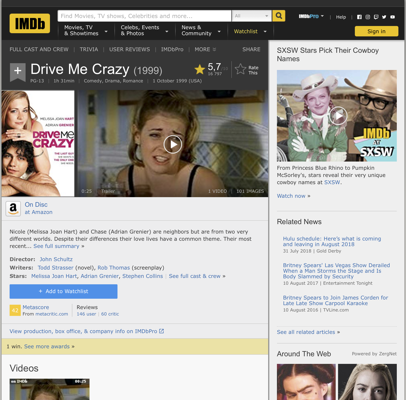 IMDb
Find Movies, TV shows, Celebrities and more...
All
IMDbPro
Help
Movies, TV & Showtimes
Celebs, Events & Photos
News & Community
Watchlist
Sign in
FULL CAST AND CREW | TRIVIA | USER REVIEWS | IMDbPro | MORE
SHARE
Drive Me Crazy (1999)
PG-13 | 1h 31min | Comedy, Drama, Romance | 1 October 1999 (USA)
5,7
Rate This
MELISSA JOAN HART
ADRIAN GRENIER
DRIVE ME CRAZY
0:25
Trailer
1 VIDEO | 101 IMAGES
On Disc
at Amazon
Nicole (Melissa Joan Hart) and Chase (Adrian Grenier) are neighbors but are from two very
different worlds. Despite their differences their love lives have a common theme. Their most
recent... See full summary »
Director: John Schultz
Writers: Todd Strasser (novel), Rob Thomas (screenplay)
Stars: Melissa Joan Hart, Adrian Grenier, Stephen Collins | See full cast & crew »
+ Add to Watchlist
Metascore
From metacritic.com
Reviews
146 user | 60 critic
View production, box office, & company info on IMDbPro
1 win. See more awards »
Videos
SXSW Stars Pick Their Cowboy
Names
IMDb
AT
SXSW
From Princess Blue Rhino to Pumpkin
McSorley's, stars reveal their very unique
cowboy names at SXSW.
Watch now »
Related News
Hulu schedule: Here's what is coming
and leaving in August 2018
31 July 2018 | Gold Derby
Britney Spears' Las Vegas Show Derailed
When a Man Storms the Stage and Is
Body Slammed by Security
10 August 2017 | Entertainment Tonight
Britney Spears to Join James Corden for
Late Late Show Carpool Karaoke
19 August 2016 | TVLine.com
See all related articles »
Around The Web
Powered by ZergNet